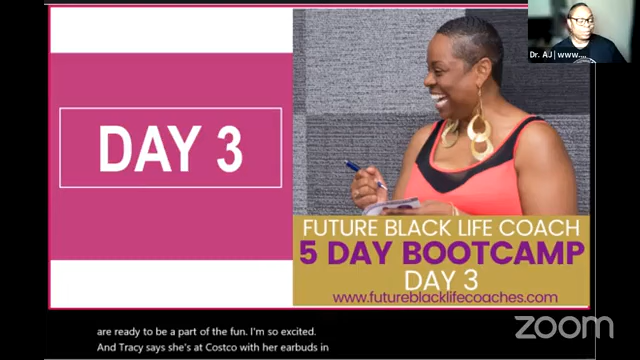 Dr. AJ | www....
DAY 3
FUTURE BLACK LIFE COACH
5 DAY BOOTCAMP
DAY 3
www.futureblacklifecoaches.com
are ready to be a part of the fun. I'm so excited.
And Tracy says she's at Costco with her earbuds in
zoom